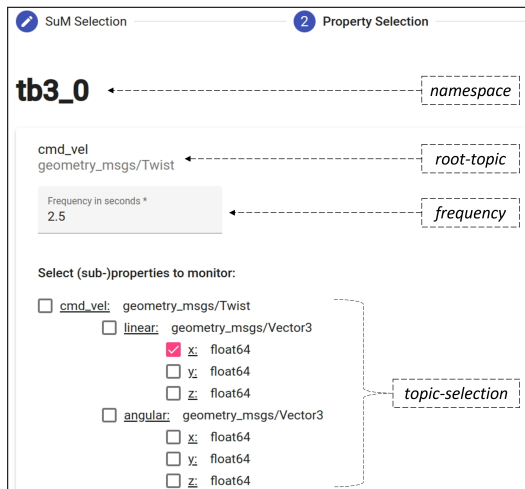 SuM Selection
2 Property Selection
tb3_0
namespace
cmd_vel
geometry_msgs/Twist
root-topic
Frequency in seconds *
2.5
frequency
Select (sub-)properties to monitor:
cmd_vel: geometry_msgs/Twist
linear: geometry_msgs/Vector3
x: float64
y: float64
z: float64
topic-selection
angular: geometry_msgs/Vector3
x: float64
y: float64
z: float64